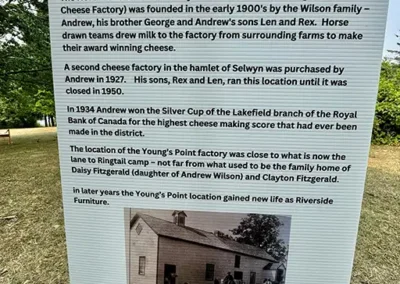 Cheese Factory) was founded in the early 1900's by the Wilson family –
Andrew, his brother George and Andrew's sons Len and Rex. Horse
drawn teams drew milk to the factory from surrounding farms to make
their award winning cheese.
A second cheese factory in the hamlet of Selwyn was purchased by
Andrew in 1927. His sons, Rex and Len, ran this location until it was
closed in 1950.
In 1934 Andrew won the Silver Cup of the Lakefield branch of the Royal
Bank of Canada for the highest cheese making score that had ever been
made in the district.
The location of the Young's Point factory was close to what is now the
lane to Ringtail camp – not far from what used to be the family home of
Daisy Fitzgerald (daughter of Andrew Wilson) and Clayton Fitzgerald.
in later years the Young's Point location gained new life as Riverside
Furniture.